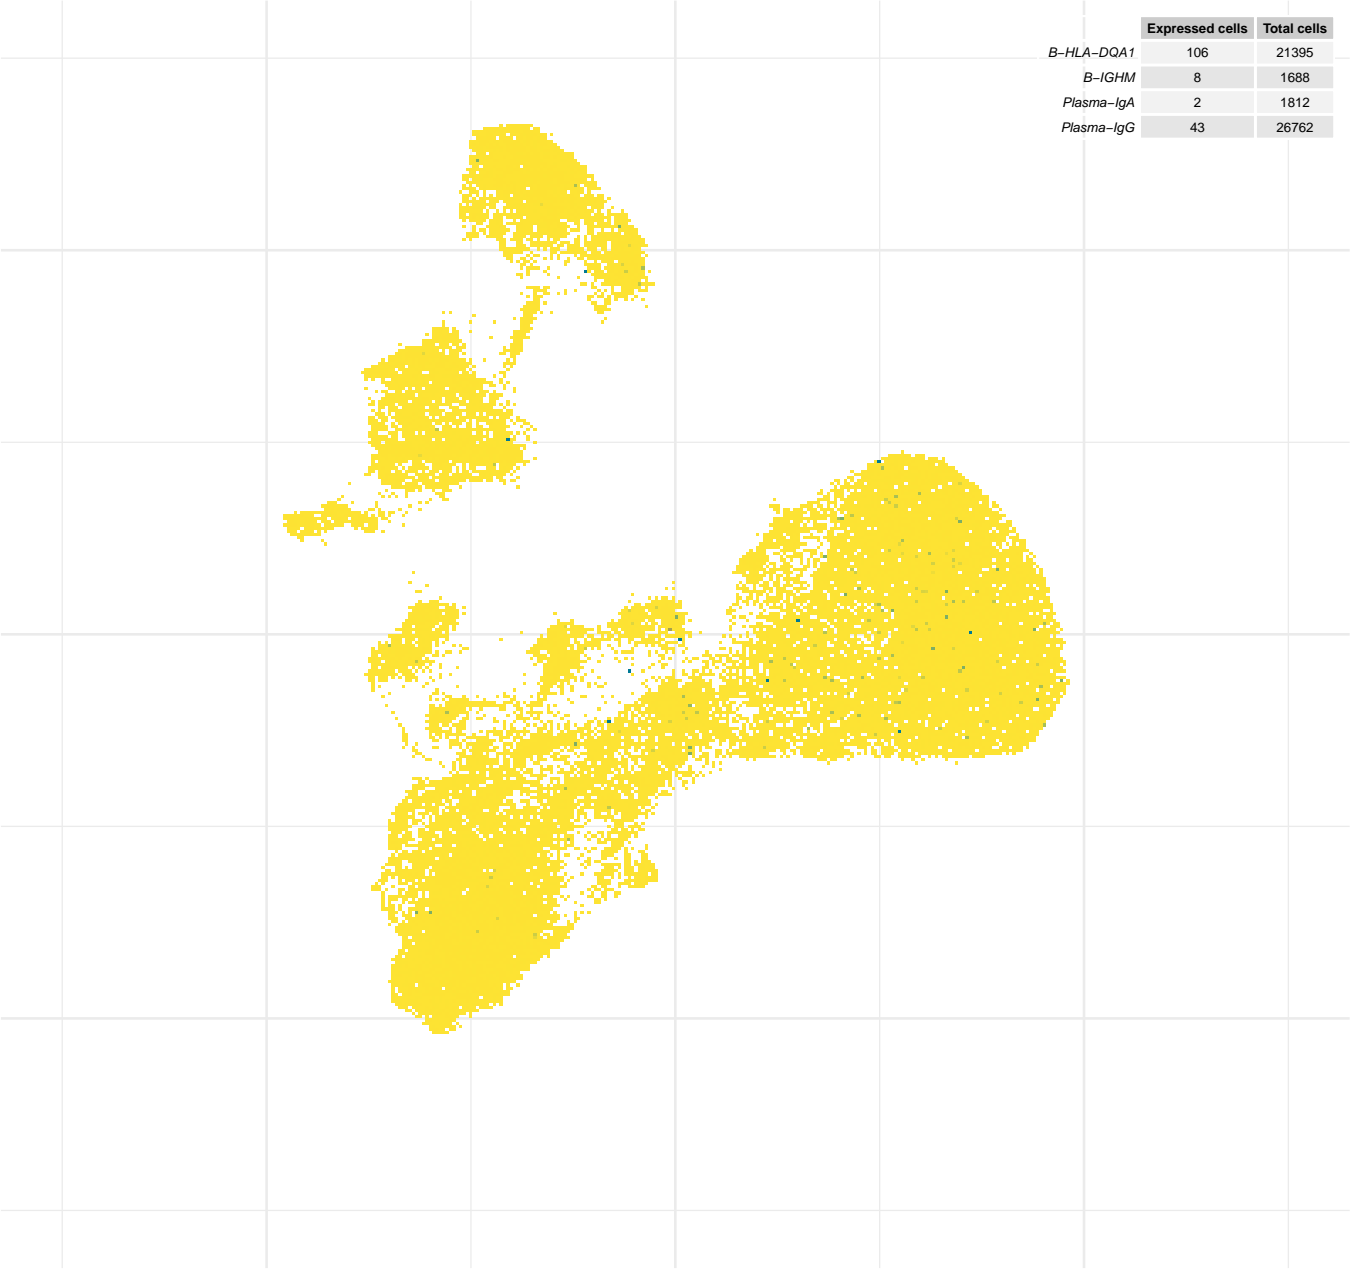 Expressed cells Total cells
B−HLA−DQA1 106 21395
B−IGHM 8 1688
Plasma−IgA 2 1812
Plasma−IgG 43 26762